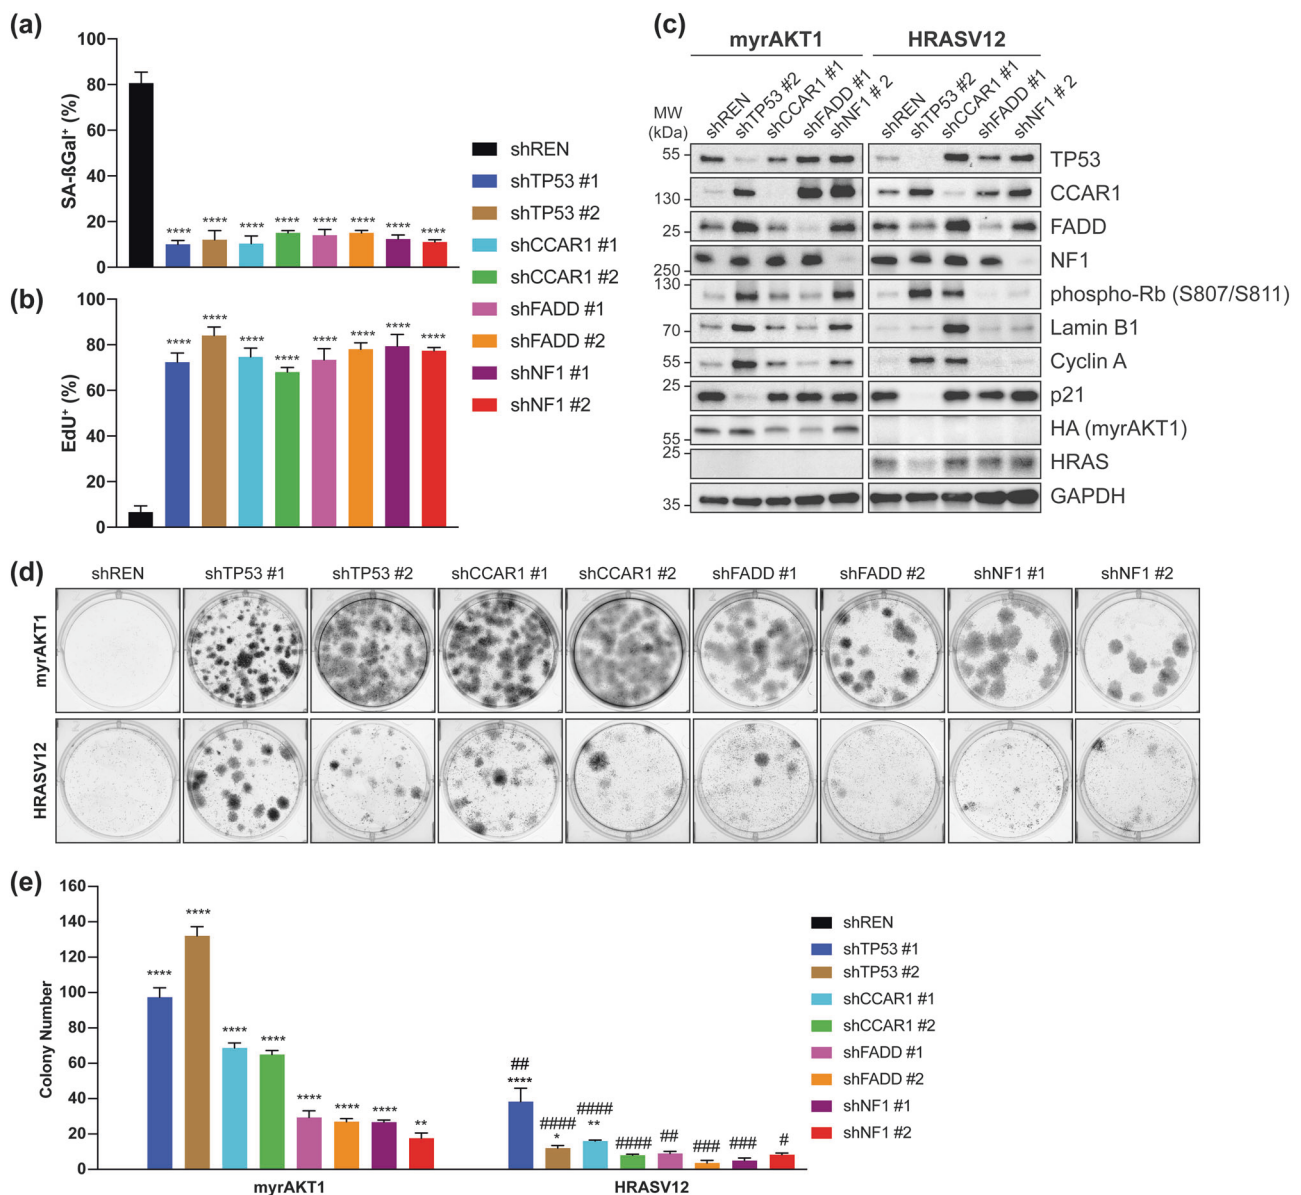 (a)
SA-ßGal⁺ (%)
100
80
60
40
20
0
**** **** **** **** **** **** **** ****
(b)
EdU⁺ (%)
100
80
60
40
20
0
**** **** **** **** **** **** **** ****
shREN
shTP53 #1
shTP53 #2
shCCAR1 #1
shCCAR1 #2
shFADD #1
shFADD #2
shNF1 #1
shNF1 #2
(c)
myrAKT1 HRASV12
MW
(kDa)
shREN shTP53 #2 shCCAR1 #1 shFADD #1 shNF1 # 2 shREN shTP53 #2 shCCAR1 #1 shFADD #1 shNF1 # 2
55 TP53
130 CCAR1
25 FADD
250 NF1
130 phospho-Rb (S807/S811)
70 Lamin B1
55 Cyclin A
25 p21
55 HA (myrAKT1)
25 HRAS
35 GAPDH
(d)
shREN shTP53 #1 shTP53 #2 shCCAR1 #1 shCCAR1 #2 shFADD #1 shFADD #2 shNF1 #1 shNF1 #2
myrAKT1
HRASV12
(e)
Colony Number
160
140
120
100
80
60
40
20
0
**** **** **** **** **** **** **** **
## #### #### #### ## ### ### #
**** * **
myrAKT1 HRASV12
shREN
shTP53 #1
shTP53 #2
shCCAR1 #1
shCCAR1 #2
shFADD #1
shFADD #2
shNF1 #1
shNF1 #2